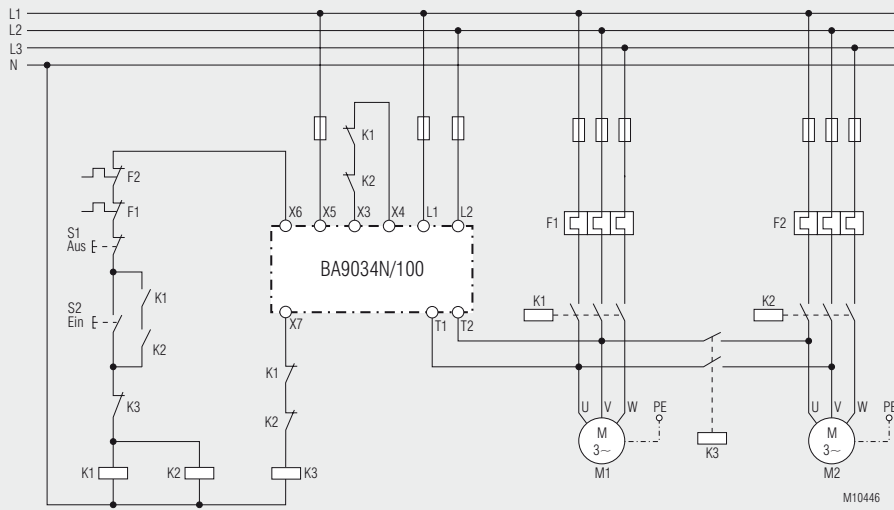 L1
L2
L3
N
K1
K2
F2
F1
S1
Aus
S2
Ein
K1
K2
K3
K1
K2
X6
X5
X3
X4
L1
L2
BA9034N/100
X7
T1
T2
K1
K2
K3
F1
K1
U
V
W
PE
M
3~
M1
K3
F2
K2
U
V
W
PE
M
3~
M2
M10446